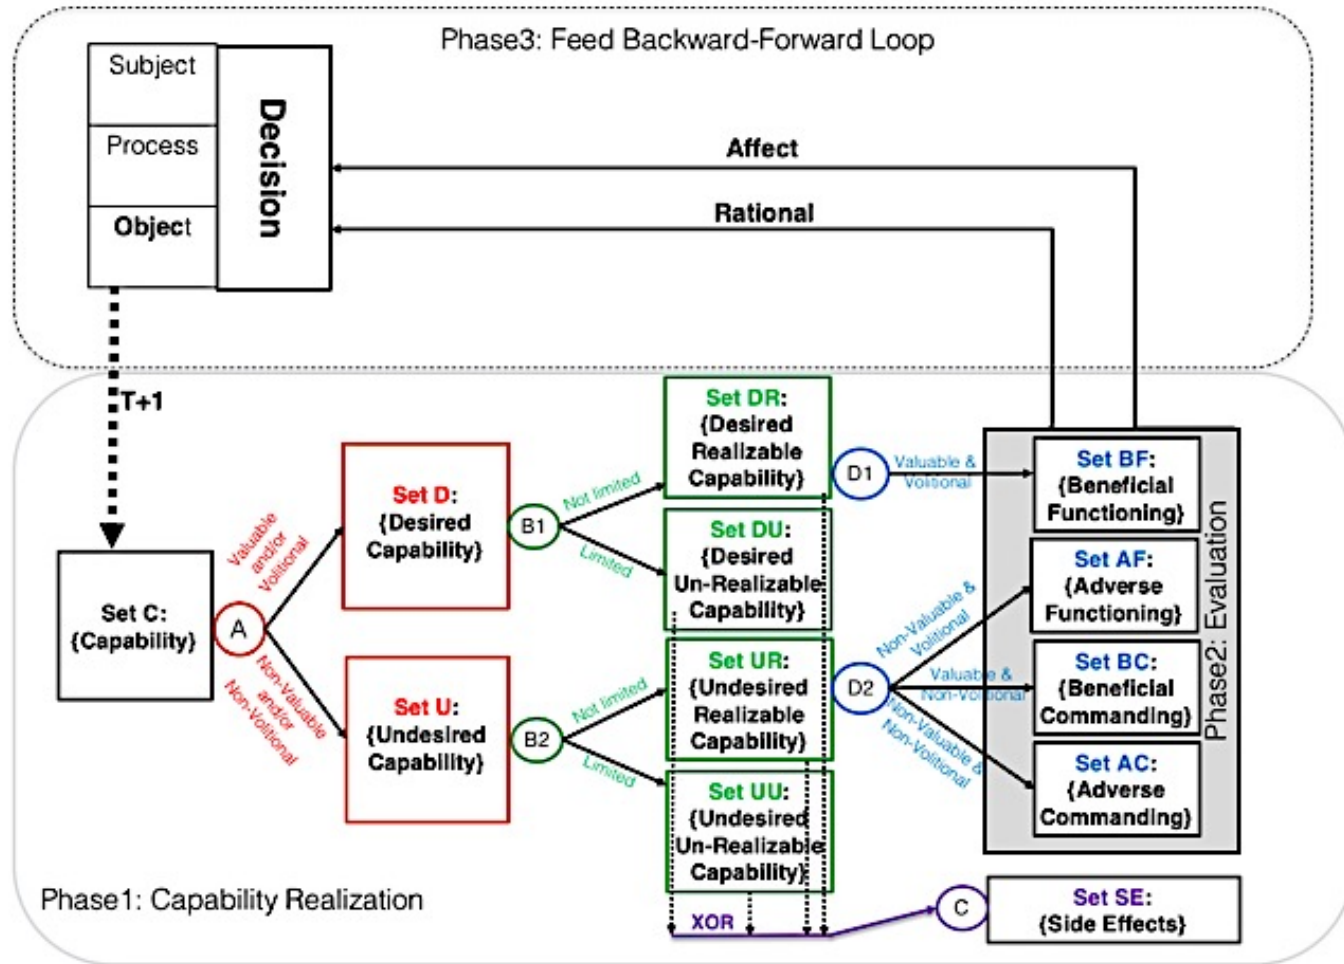 Phase3: Feed Backward-Forward Loop
Subject
Process
Object
Decision
Affect
Rational
T+1
Set C:
{Capability}
A
Valuable
and/or
Volitional
Non-Valuable
and/or
Non-Volitional
Set D:
{Desired
Capability}
Set U:
{Undesired
Capability}
B1
Not limited
Limited
B2
Not limited
Limited
Set DR:
{Desired
Realizable
Capability}
Set DU:
{Desired
Un-Realizable
Capability}
Set UR:
{Undesired
Realizable
Capability}
Set UU:
{Undesired
Un-Realizable
Capability}
D1
Valuable &
Volitional
D2
Non-Valuable &
Volitional
Valuable &
Non-Volitional
Non-Valuable &
Non-Volitional
Set BF:
{Beneficial
Functioning}
Set AF:
{Adverse
Functioning}
Set BC:
{Beneficial
Commanding}
Set AC:
{Adverse
Commanding}
Phase2: Evaluation
Phase1: Capability Realization
XOR
C
Set SE:
{Side Effects}